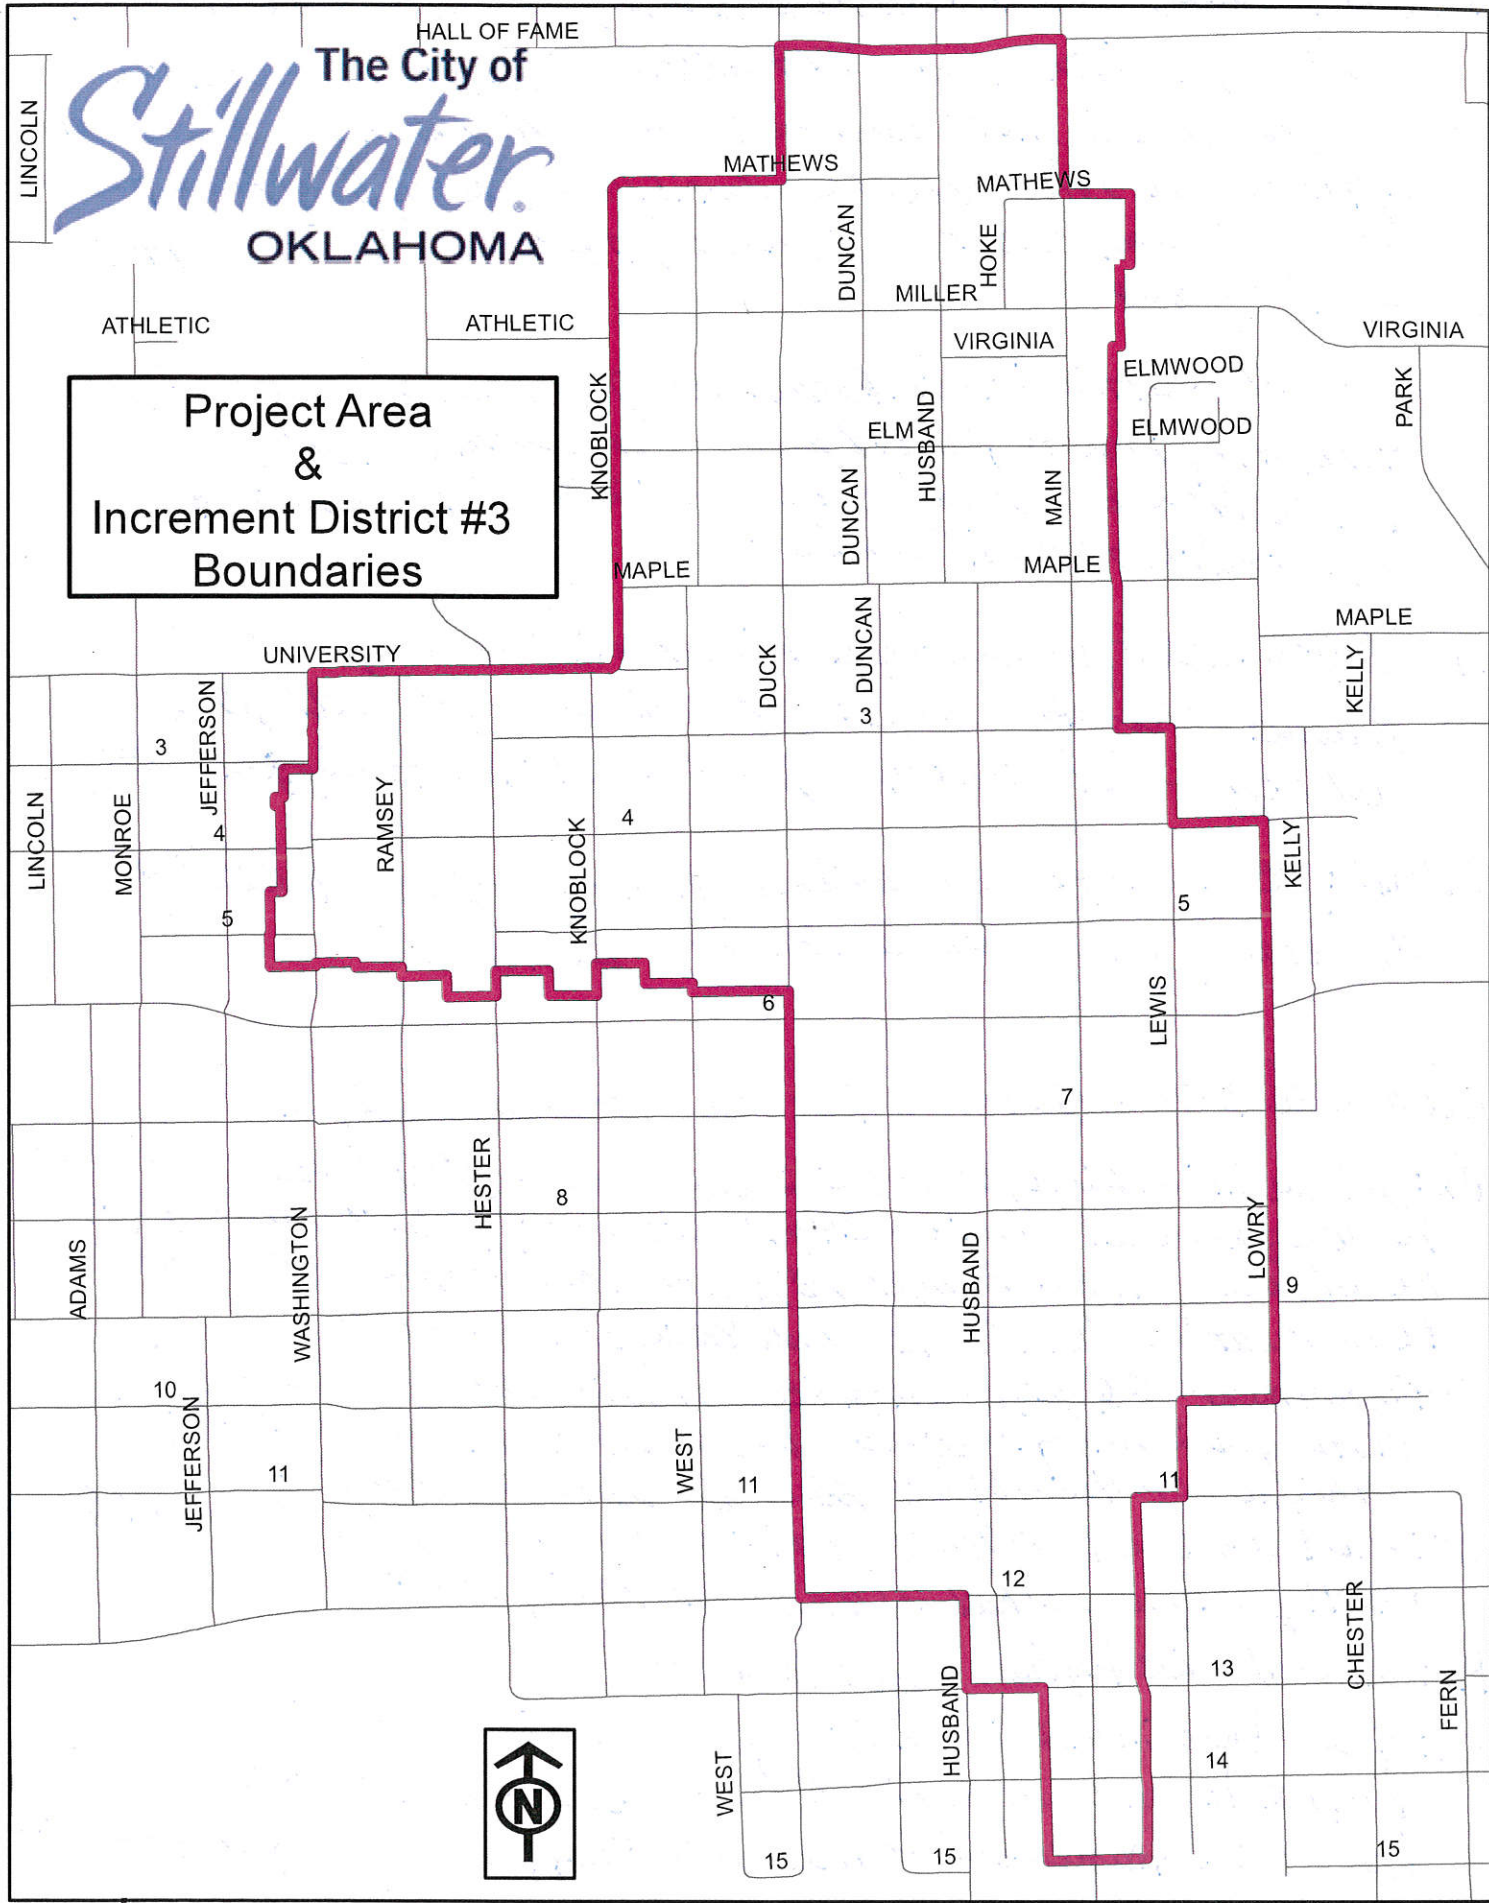 HALL OF FAME
The City of
Stillwater
OKLAHOMA
LINCOLN
MATHEWS
MATHEWS
DUNCAN
HOKE
MILLER
ATHLETIC
ATHLETIC
VIRGINIA
VIRGINIA
Project Area
&
Increment District #3
Boundaries
KNOBLOCK
ELMWOOD
PARK
HUSBAND
ELM
ELMWOOD
DUNCAN
MAIN
MAPLE
MAPLE
MAPLE
UNIVERSITY
DUCK
DUNCAN
KELLY
JEFFERSON
3
3
RAMSEY
4
4
LINCOLN
MONROE
KNOBLOCK
KELLY
5
5
6
LEWIS
7
HESTER
8
ADAMS
WASHINGTON
HUSBAND
LOWRY
9
10
JEFFERSON
11
WEST
11
11
12
CHESTER
13
HUSBAND
FERN
N
WEST
14
15
15
15